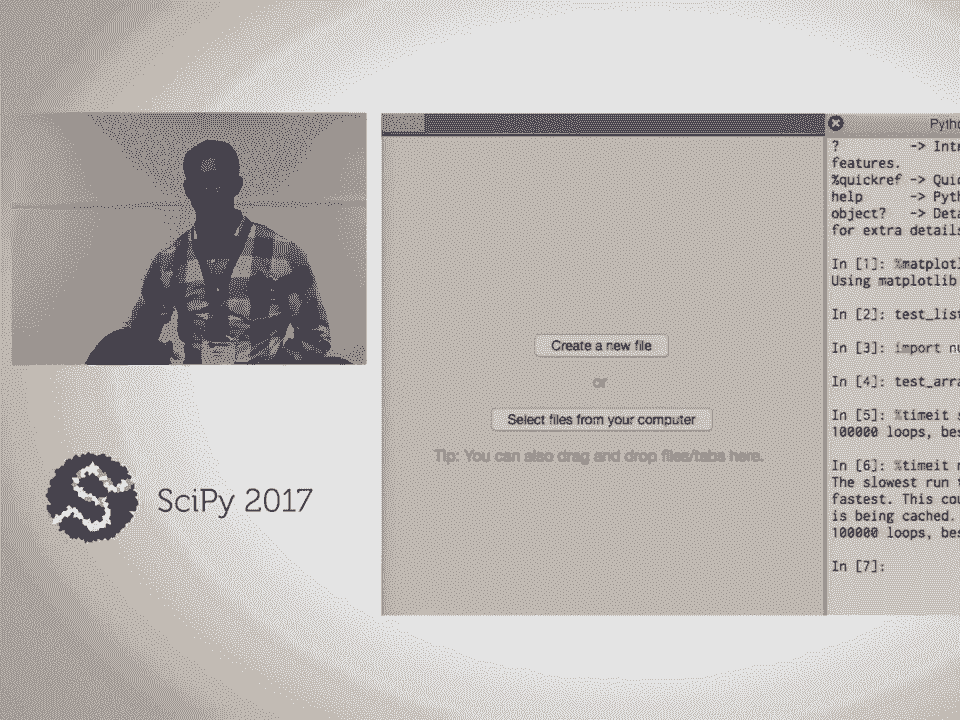 Create a new file
or
Select files from your computer
Tip: You can also drag and drop files/tabs here.
SciPy 2017
? -> Intr
features.
%quickref -> Quic
help -> Pyth
object? -> Deta
for extra details
In [1]: %matplotl
Using matplotlib
In [2]: test_list
In [3]: import nu
In [4]: test_arra
In [5]: %timeit s
100000 loops, bes
In [6]: %timeit n
The slowest run t
fastest. This cou
is being cached.
100000 loops, bes
In [7]: